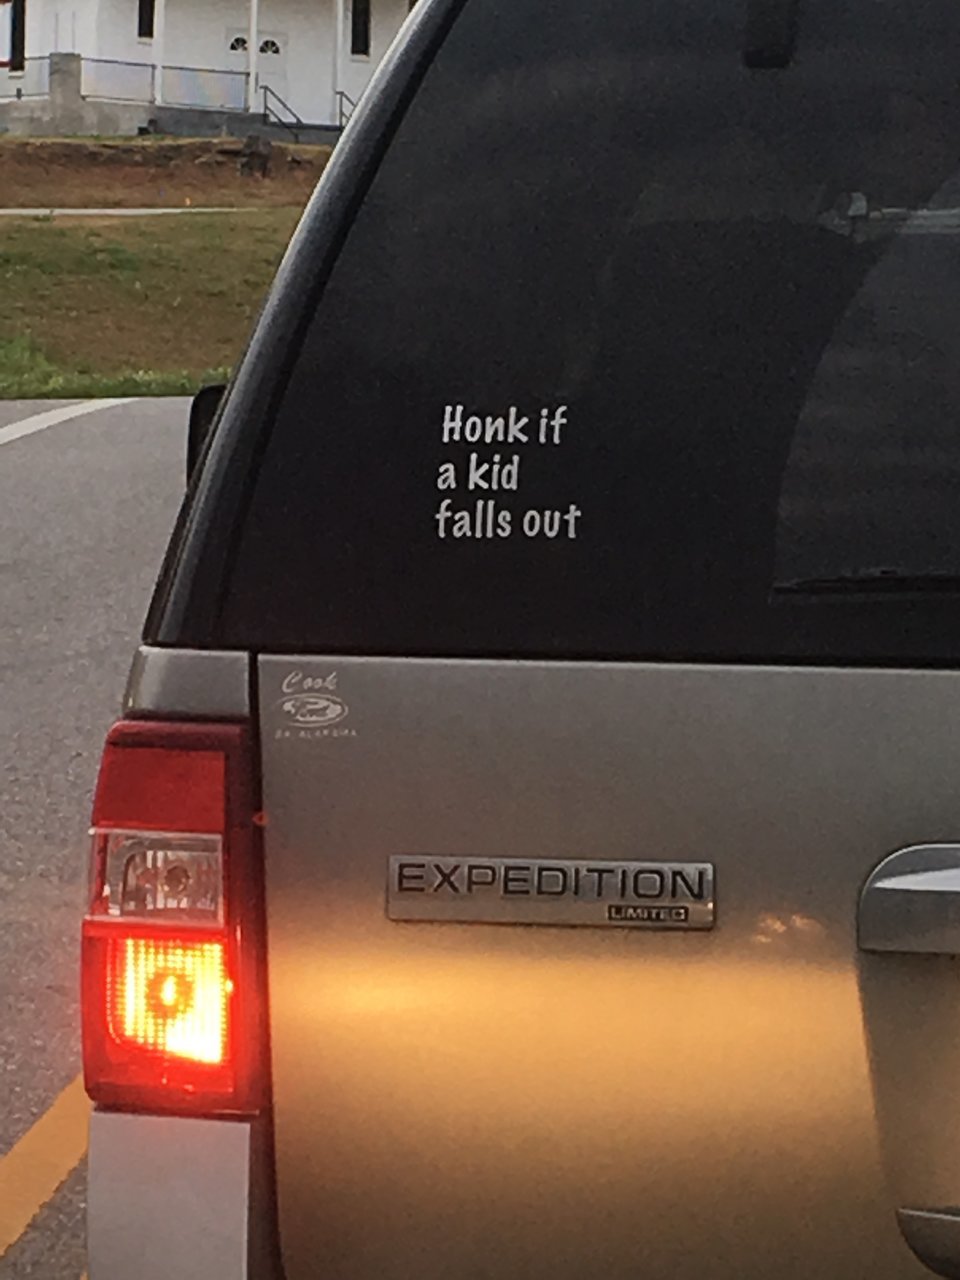 Honk if
a kid
falls out
Cook
EXPEDITION
LIMITED